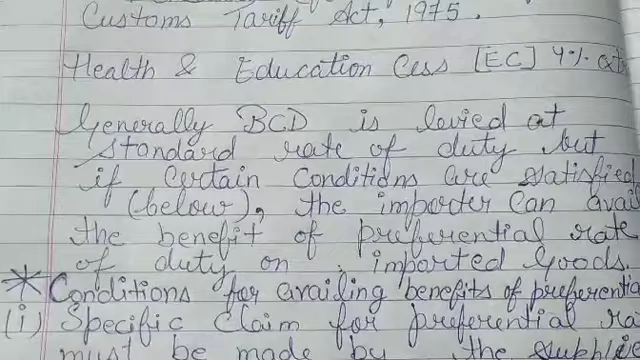 Customs Tariff Act, 1975.
Health & Education Cess [EC] 4% at
Generally BCD is levied at
standard rate of duty but
if certain conditions are satisfied
(below), the importer can avail
the benefit of preferential rate
of duty on imported goods.
* Conditions for availing benefits of preferentia
(i) Specific Claim for preferential ra
must be made by the